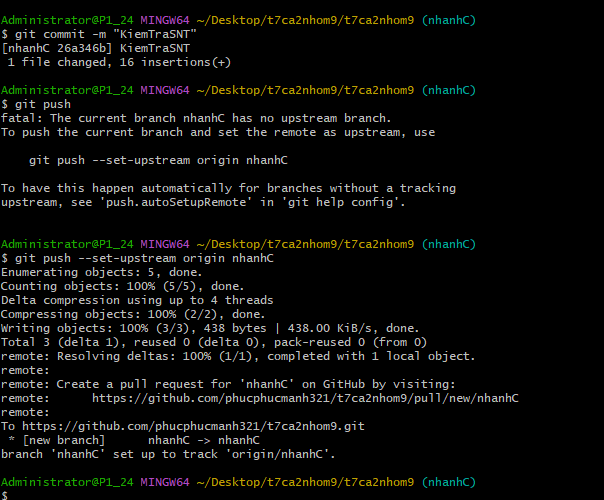 Administrator@P1_24 MINGW64 ~/Desktop/t7ca2nhom9/t7ca2nhom9 (nhanhC)
$ git commit -m "KiemTraSNT"
[nhanhC 26a346b] KiemTraSNT
 1 file changed, 16 insertions(+)

Administrator@P1_24 MINGW64 ~/Desktop/t7ca2nhom9/t7ca2nhom9 (nhanhC)
$ git push
fatal: The current branch nhanhC has no upstream branch.
To push the current branch and set the remote as upstream, use

    git push --set-upstream origin nhanhC

To have this happen automatically for branches without a tracking
upstream, see 'push.autoSetupRemote' in 'git help config'.


Administrator@P1_24 MINGW64 ~/Desktop/t7ca2nhom9/t7ca2nhom9 (nhanhC)
$ git push --set-upstream origin nhanhC
Enumerating objects: 5, done.
Counting objects: 100% (5/5), done.
Delta compression using up to 4 threads
Compressing objects: 100% (2/2), done.
Writing objects: 100% (3/3), 438 bytes | 438.00 KiB/s, done.
Total 3 (delta 1), reused 0 (delta 0), pack-reused 0 (from 0)
remote: Resolving deltas: 100% (1/1), completed with 1 local object.
remote:
remote: Create a pull request for 'nhanhC' on GitHub by visiting:
remote:      https://github.com/phucphucmanh321/t7ca2nhom9/pull/new/nhanhC
remote:
To https://github.com/phucphucmanh321/t7ca2nhom9.git
 * [new branch]      nhanhC -> nhanhC
branch 'nhanhC' set up to track 'origin/nhanhC'.

Administrator@P1_24 MINGW64 ~/Desktop/t7ca2nhom9/t7ca2nhom9 (nhanhC)
$